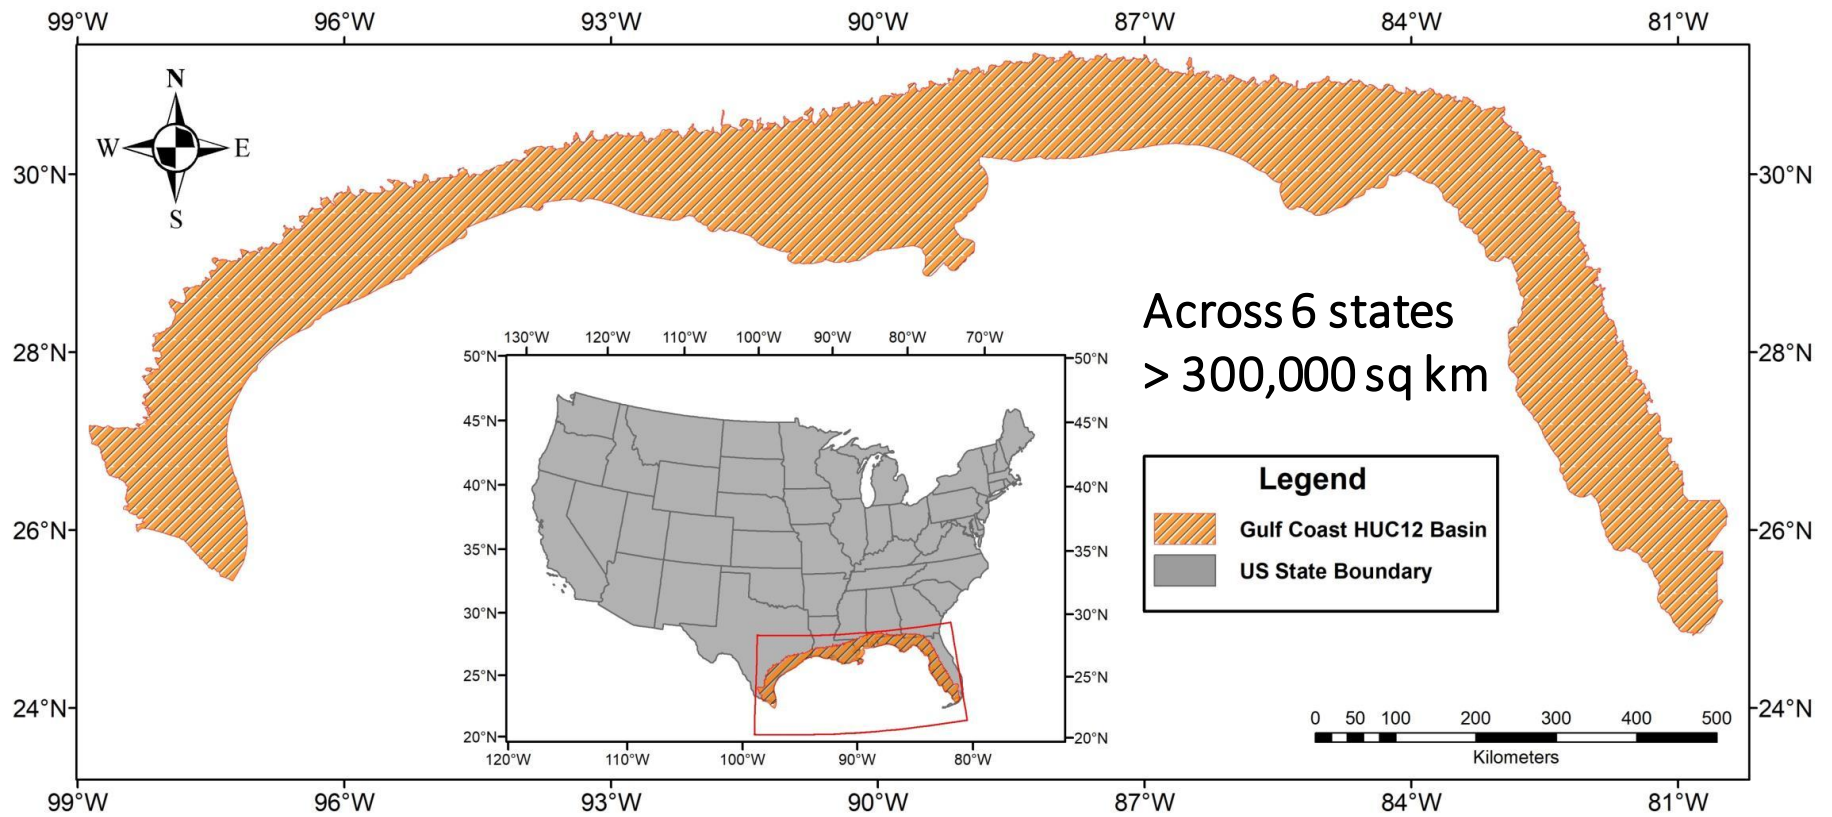 99°W 96°W 93°W 90°W 87°W 84°W 81°W
N
W E
S
30°N 30°N
28°N 28°N
26°N 26°N
24°N 24°N
Across 6 states
> 300,000 sq km
130°W 120°W 110°W 100°W 90°W 80°W 70°W
50°N 50°N
45°N 45°N
40°N 40°N
35°N 35°N
30°N 30°N
25°N 25°N
20°N 20°N
120°W 110°W 100°W 90°W 80°W
Legend
Gulf Coast HUC12 Basin
US State Boundary
0 50 100 200 300 400 500
Kilometers
99°W 96°W 93°W 90°W 87°W 84°W 81°W